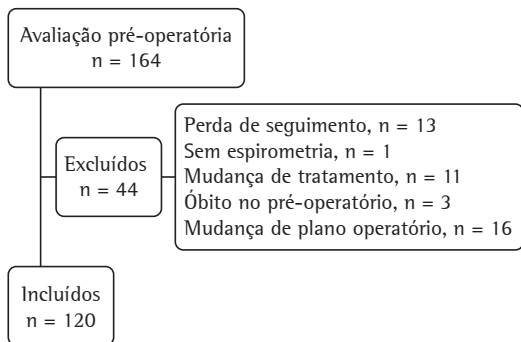 Avaliação pré-operatória
n = 164
Excluídos
n = 44
Perda de seguimento, n = 13
Sem espirometria, n = 1
Mudança de tratamento, n = 11
Óbito no pré-operatório, n = 3
Mudança de plano operatório, n = 16
Incluídos
n = 120